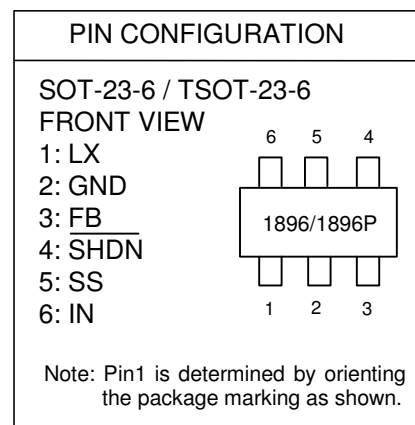 PIN CONFIGURATION
SOT-23-6 / TSOT-23-6
FRONT VIEW
1: LX
2: GND
3: FB
4: SHDN
5: SS
6: IN
6 5 4
1896/1896P
1 2 3
Note: Pin1 is determined by orienting
the package marking as shown.